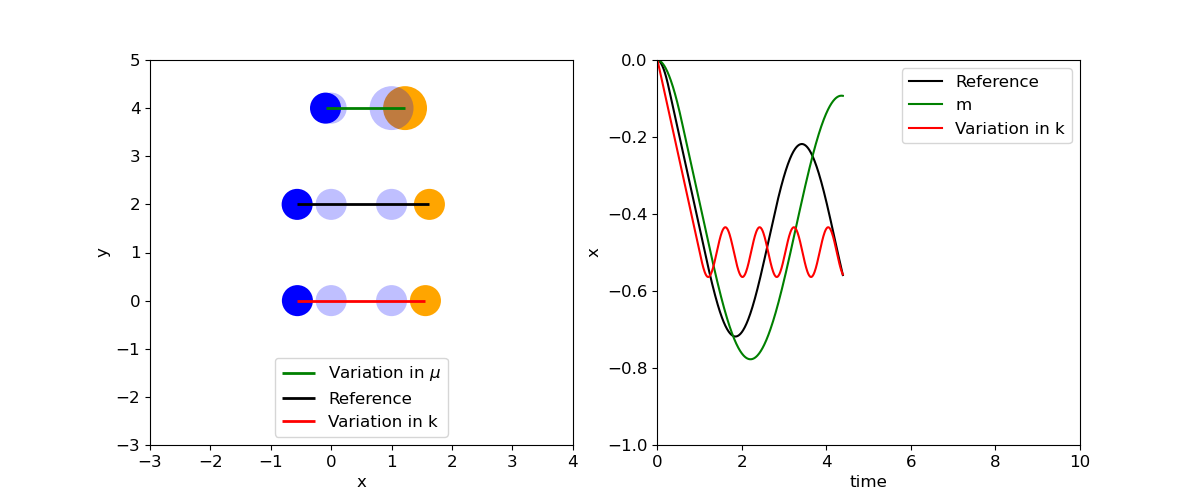 5
4
3
2
1
0
−1
−2
−3
y
−3 −2 −1 0 1 2 3 4
x
Variation in μ
Reference
Variation in k
0.0
−0.2
−0.4
−0.6
−0.8
−1.0
x
0 2 4 6 8 10
time
Reference
m
Variation in k